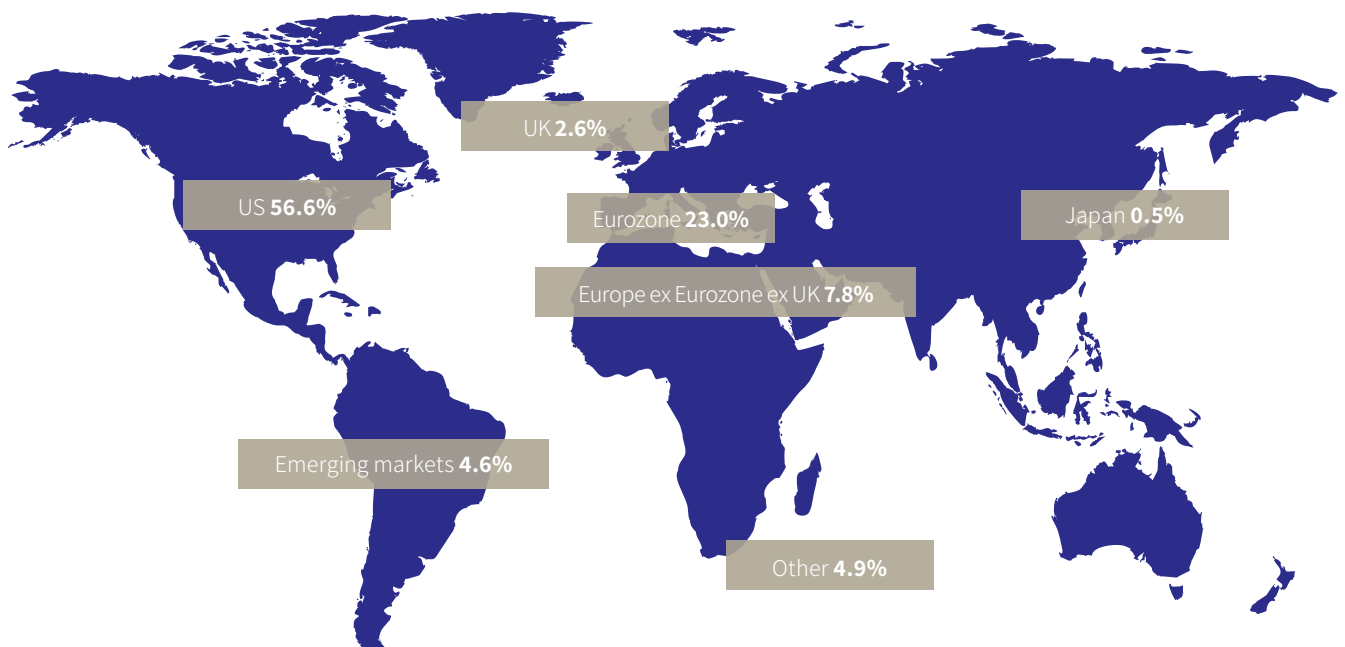 UK 2.6%
US 56.6%
Eurozone 23.0%
Japan 0.5%
Europe ex Eurozone ex UK 7.8%
Emerging markets 4.6%
Other 4.9%